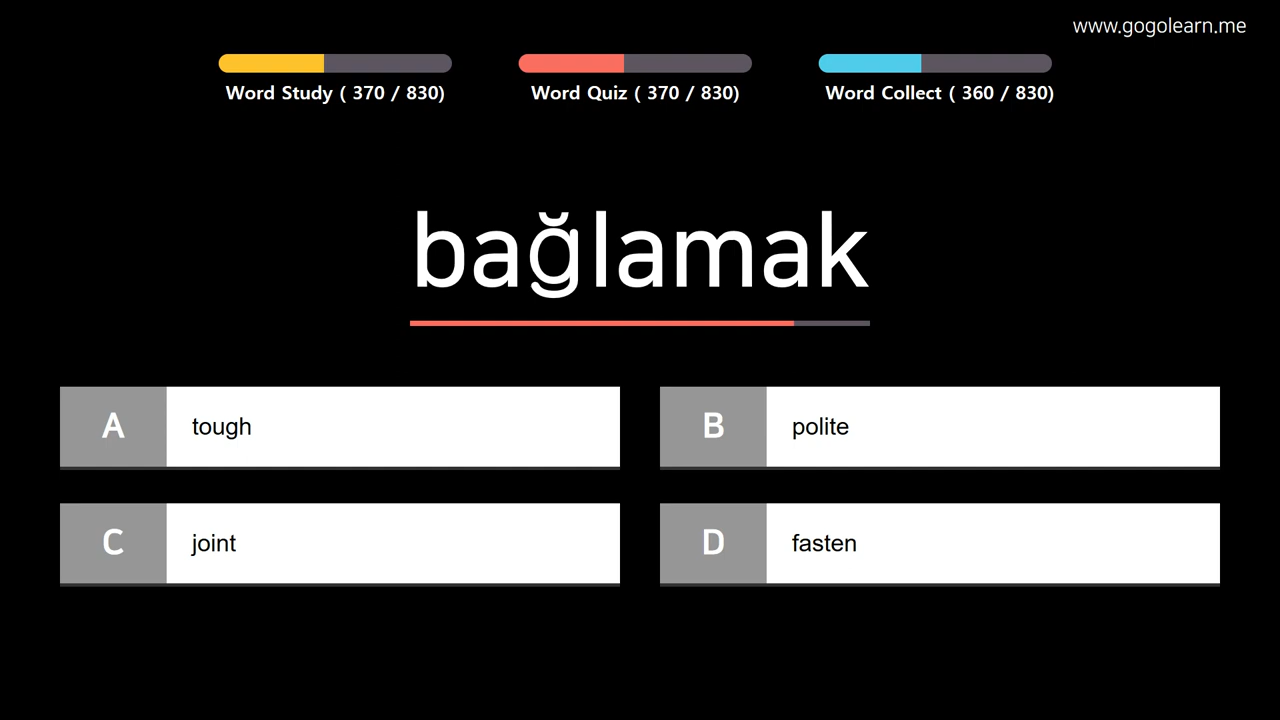 www.gogolearn.me
Word Study ( 370 / 830)
Word Quiz ( 370 / 830)
Word Collect ( 360 / 830)
bağlamak
A tough
B polite
C joint
D fasten